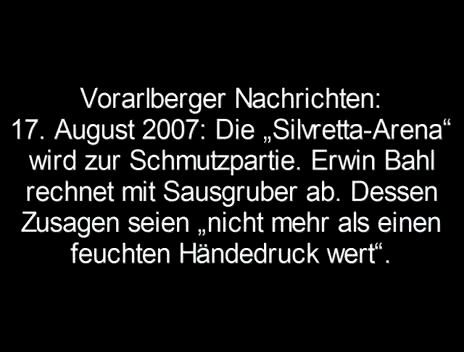 Vorarlberger Nachrichten:
17. August 2007: Die „Silvretta-Arena“
wird zur Schmutzpartie. Erwin Bahl
rechnet mit Sausgruber ab. Dessen
Zusagen seien „nicht mehr als einen
feuchten Händedruck wert“.